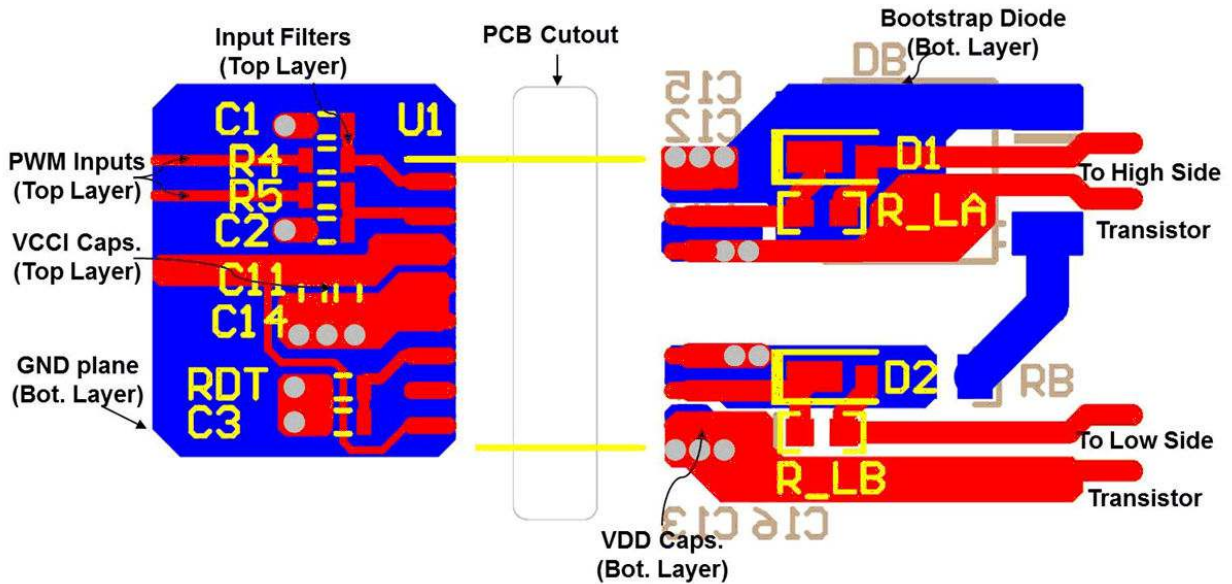 Input Filters
(Top Layer)
PCB Cutout
Bootstrap Diode
(Bot. Layer)
DB
C15
C12
C1
U1
PWM Inputs
(Top Layer)
R4
R5
C2
D1
To High Side
R_LA
Transistor
VCCI Caps.
(Top Layer)
C11
C14
GND plane
(Bot. Layer)
RDT
C3
D2
RB
To Low Side
R_LB
Transistor
C13
C16
VDD Caps.
(Bot. Layer)